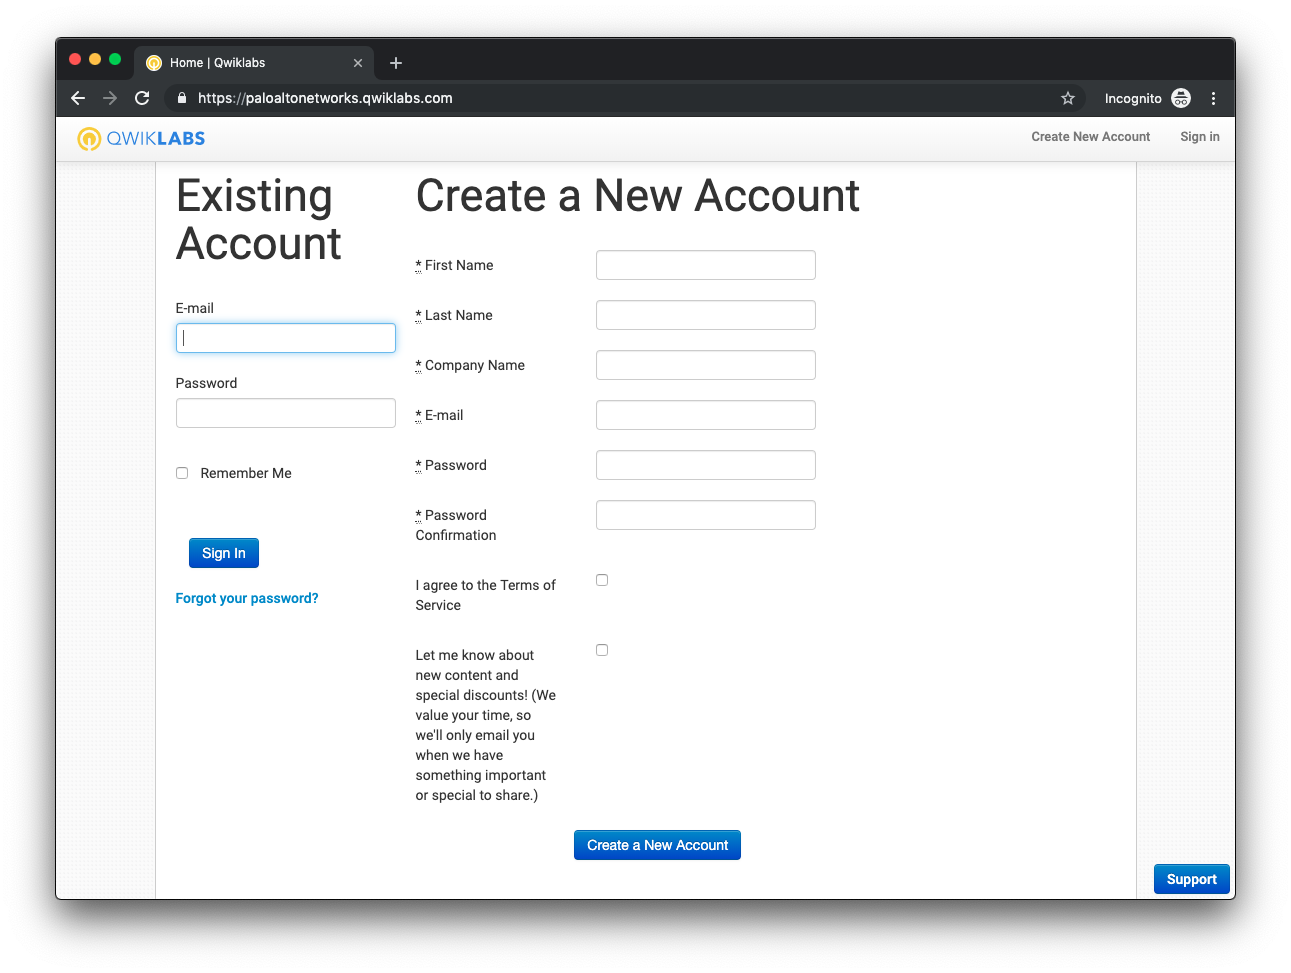 Home | Qwiklabs
https://paloaltonetworks.qwiklabs.com
Incognito
QWIKLABS
Create New Account
Sign in
Existing
Account
E-mail
Password
Remember Me
Sign In
Forgot your password?
Create a New Account
* First Name
* Last Name
* Company Name
* E-mail
* Password
* Password
Confirmation
I agree to the Terms of
Service
Let me know about
new content and
special discounts! (We
value your time, so
we'll only email you
when we have
something important
or special to share.)
Create a New Account
Support